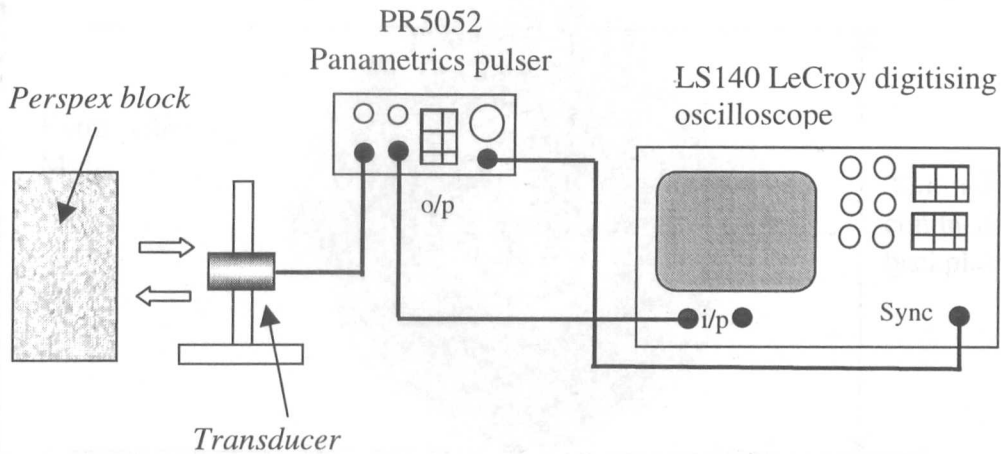 PR5052
Panametrics pulser
LS140 LeCroy digitising
oscilloscope
Perspex block
o/p
i/p
Sync
Transducer